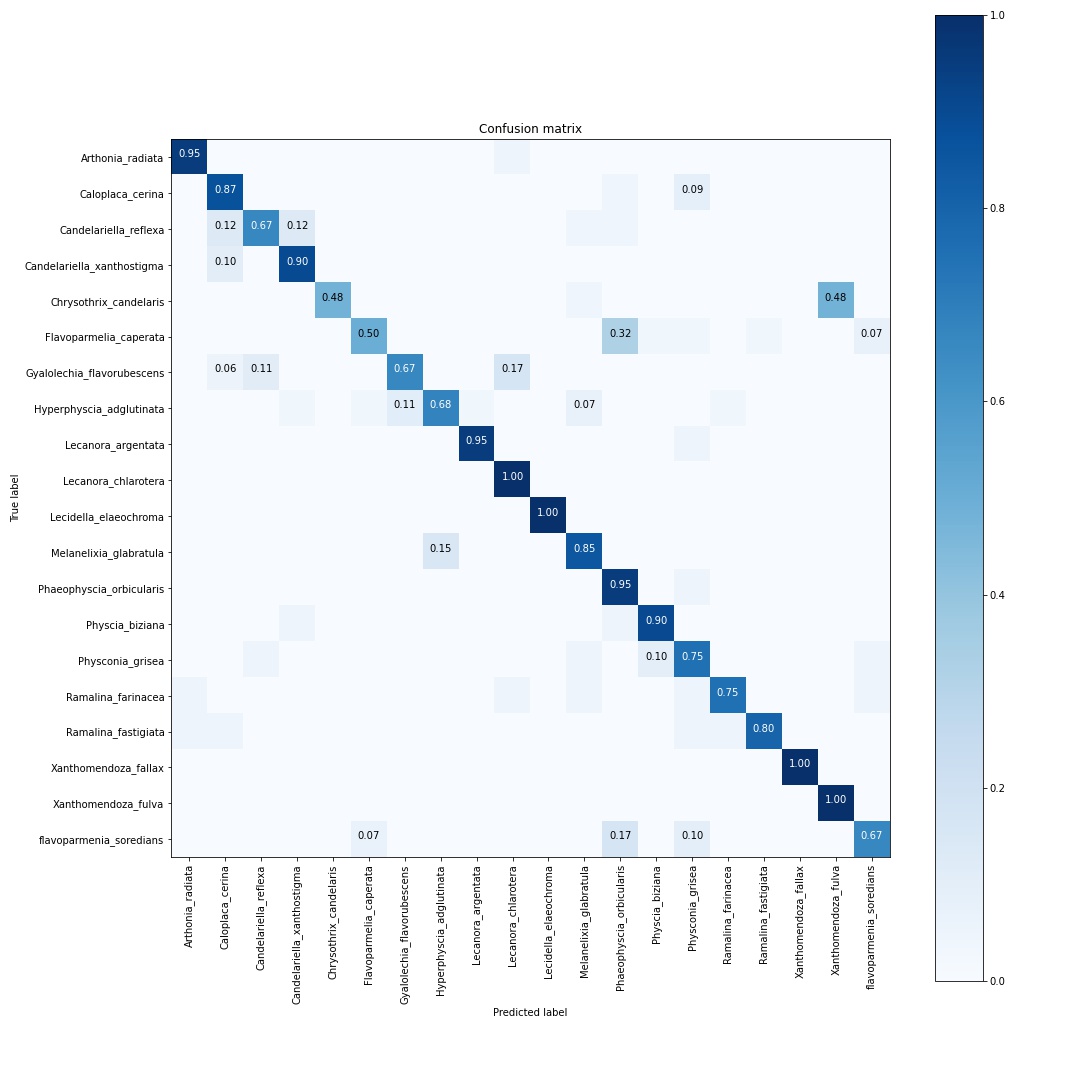 Confusion matrix
1.0
0.8
0.6
0.4
0.2
0.0
True label
Arthonia_radiata 0.95
Caloplaca_cerina 0.87 0.09
Candelariella_reflexa 0.12 0.67 0.12
Candelariella_xanthostigma 0.10 0.90
Chrysothrix_candelaris 0.48 0.48
Flavoparmelia_caperata 0.50 0.32 0.07
Gyalolechia_flavorubescens 0.06 0.11 0.67 0.17
Hyperphyscia_adglutinata 0.11 0.68 0.07
Lecanora_argentata 0.95
Lecanora_chlarotera 1.00
Lecidella_elaeochroma 1.00
Melanelixia_glabratula 0.15 0.85
Phaeophyscia_orbicularis 0.95
Physcia_biziana 0.90
Physconia_grisea 0.10 0.75
Ramalina_farinacea 0.75
Ramalina_fastigiata 0.80
Xanthomendoza_fallax 1.00
Xanthomendoza_fulva 1.00
flavoparmenia_soredians 0.07 0.17 0.10 0.67
Arthonia_radiata
Caloplaca_cerina
Candelariella_reflexa
Candelariella_xanthostigma
Chrysothrix_candelaris
Flavoparmelia_caperata
Gyalolechia_flavorubescens
Hyperphyscia_adglutinata
Lecanora_argentata
Lecanora_chlarotera
Lecidella_elaeochroma
Melanelixia_glabratula
Phaeophyscia_orbicularis
Physcia_biziana
Physconia_grisea
Ramalina_farinacea
Ramalina_fastigiata
Xanthomendoza_fallax
Xanthomendoza_fulva
flavoparmenia_soredians
Predicted label